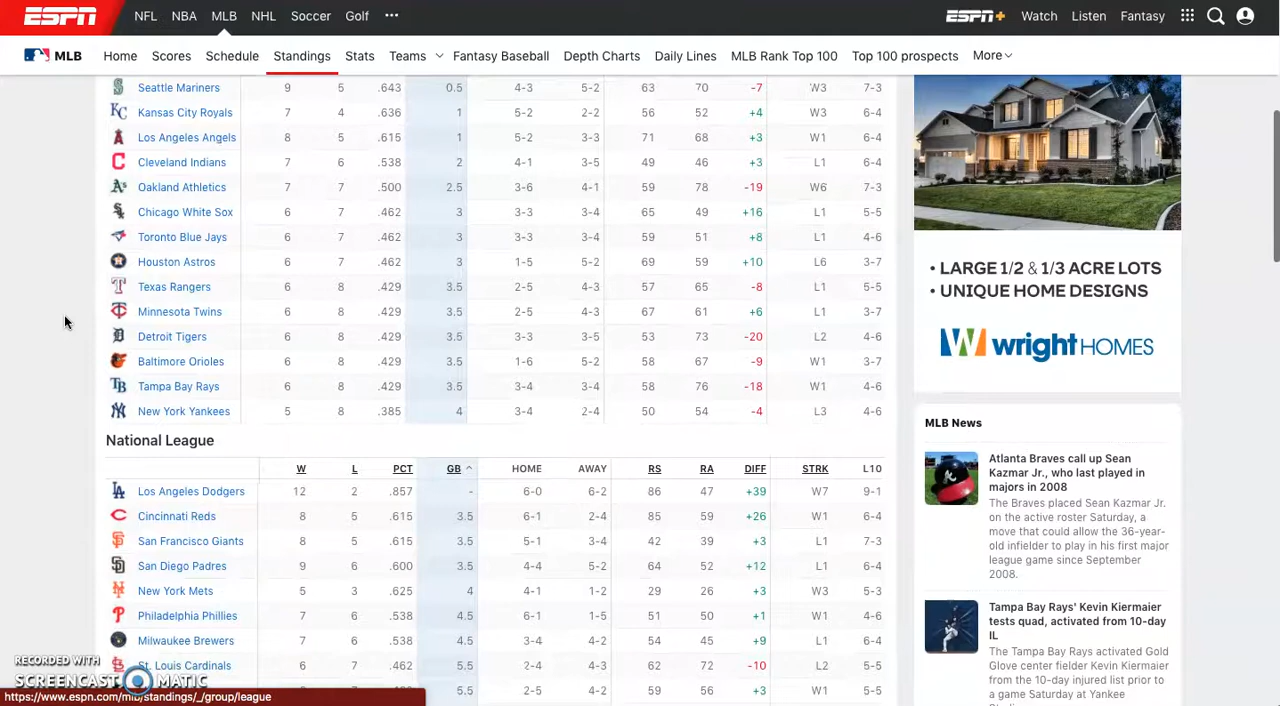 ESPN NFL NBA MLB NHL Soccer Golf ••• ESPN+ Watch Listen Fantasy
MLB Home Scores Schedule Standings Stats Teams Fantasy Baseball Depth Charts Daily Lines MLB Rank Top 100 Top 100 prospects More
Seattle Mariners 9 5 .643 0.5 4-3 5-2 63 70 -7 W3 7-3
Kansas City Royals 7 4 .636 1 5-2 2-2 56 52 +4 W3 6-4
Los Angeles Angels 8 5 .615 1 5-2 3-3 71 68 +3 W1 6-4
Cleveland Indians 7 6 .538 2 4-1 3-5 49 46 +3 L1 6-4
Oakland Athletics 7 7 .500 2.5 3-6 4-1 59 78 -19 W6 7-3
Chicago White Sox 6 7 .462 3 3-3 3-4 65 49 +16 L1 5-5
Toronto Blue Jays 6 7 .462 3 3-3 3-4 59 51 +8 L1 4-6
Houston Astros 6 7 .462 3 1-5 5-2 69 59 +10 L6 3-7
Texas Rangers 6 8 .429 3.5 2-5 4-3 57 65 -8 L1 5-5
Minnesota Twins 6 8 .429 3.5 2-5 4-3 67 61 +6 L1 3-7
Detroit Tigers 6 8 .429 3.5 3-3 3-5 53 73 -20 L2 4-6
Baltimore Orioles 6 8 .429 3.5 1-6 5-2 58 67 -9 W1 3-7
Tampa Bay Rays 6 8 .429 3.5 3-4 3-4 58 76 -18 W1 4-6
New York Yankees 5 8 .385 4 3-4 2-4 50 54 -4 L3 4-6
National League
W L PCT GB HOME AWAY RS RA DIFF STRK L10
Los Angeles Dodgers 12 2 .857 - 6-0 6-2 86 47 +39 W7 9-1
Cincinnati Reds 8 5 .615 3.5 6-1 2-4 85 59 +26 W1 6-4
San Francisco Giants 8 5 .615 3.5 5-1 3-4 42 39 +3 L1 7-3
San Diego Padres 9 6 .600 3.5 4-4 5-2 64 52 +12 L1 6-4
New York Mets 5 3 .625 4 4-1 1-2 29 26 +3 W3 5-3
Philadelphia Phillies 7 6 .538 4.5 6-1 1-5 51 50 +1 W1 5-5
Milwaukee Brewers 7 6 .538 4.5 3-4 4-2 54 45 +9 L1 6-4
St. Louis Cardinals 6 7 .462 5.5 2-4 4-3 62 72 -10 L2 5-5
5.5 2-5 4-2 59 56 +3 W1 5-5
RECORDED WITH
SCREENCAST MATIC
https://www.espn.com/mlb/standings/_/group/league
• LARGE 1/2 & 1/3 ACRE LOTS
• UNIQUE HOME DESIGNS
W wright HOMES
MLB News
Atlanta Braves call up Sean
Kazmar Jr., who last played in
majors in 2008
The Braves placed Sean Kazmar Jr.
on the active roster Saturday, a
move that could allow the 36-year-
old infielder to play in his first major
league game since September
2008.
Tampa Bay Rays' Kevin Kiermaier
tests quad, activated from 10-day
IL
The Tampa Bay Rays activated Gold
Glove center fielder Kevin Kiermaier
from the 10-day injured list prior to
a game Saturday at Yankee